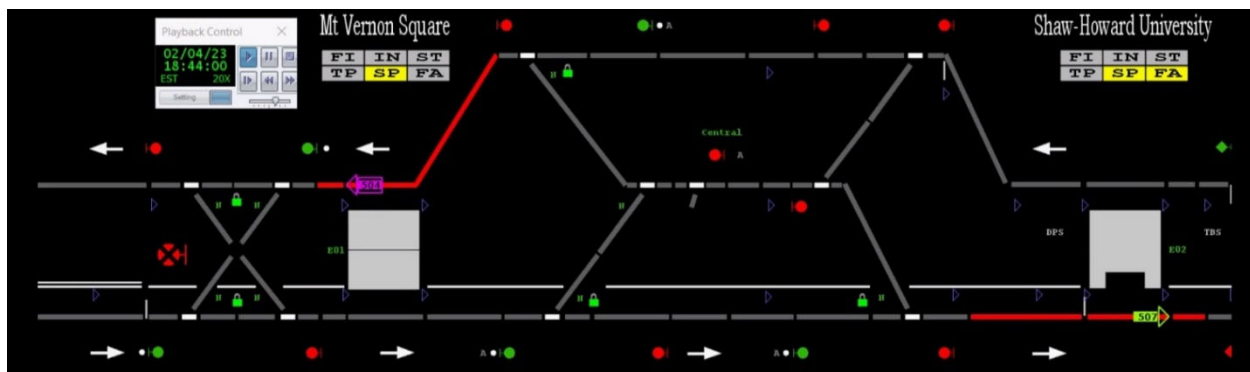 Playback Control
02/04/23
18:44:00
EST 20X
Setting
Mt Vernon Square
FI IN ST
TP SP FA
Shaw-Howard University
FI IN ST
TP SP FA
A
N
Central
A
504
N N
N
E01
DPS
E02
TBS
N N
N
N
507
A
A